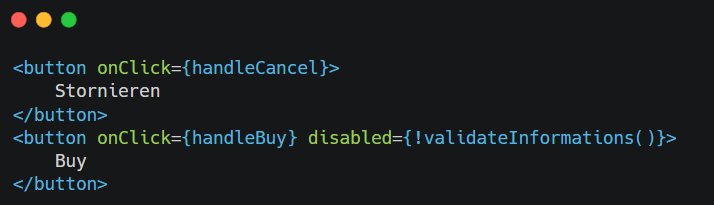 <button onClick={handleCancel}>
    Stornieren
</button>
<button onClick={handleBuy} disabled={!validateInformations()}>
    Buy
</button>